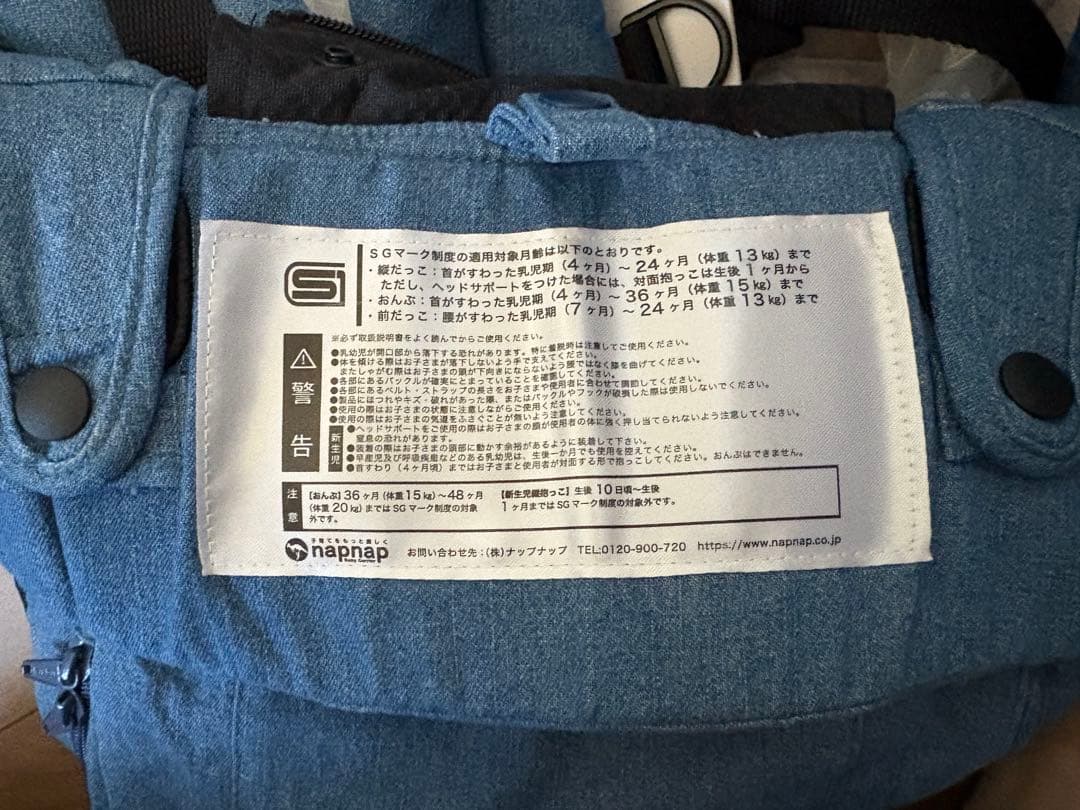 SGマーク制度の適用対象月齢は以下のとおりです。
・縦だっこ：首がすわった乳児期（4ヶ月）～24ヶ月（体重13kg）まで
ただし、ヘッドサポートをつけた場合には、対面抱っこは生後1ヶ月から
・おんぶ：首がすわった乳児期（4ヶ月）～36ヶ月（体重15kg）まで
・前だっこ：腰がすわった乳児期（7ヶ月）～24ヶ月（体重13kg）まで
※必ず取扱説明書をよく読んでからご使用ください。
警告
●乳幼児が開口部から落下する恐れがあります。特に着脱時は注意してご使用ください。
●体を傾ける際はお子さまが落下しないよう手で支えてください。
またしゃがむ際はお子さまの頭が下向きにならないよう腰ではなく膝を曲げてください。
●各部にあるバックルが確実にとまっていることを確認してください。
●各部にあるベルト・ストラップの長さをお子さまや使用者に合わせて調節してください。
●製品にほつれやキズ・破れがあった際、またはバックルやフックが破損した際は使用しないでください。
●使用の際はお子さまの状態に注意しながらご使用ください。
●使用の際はお子さまの気道をふさぐことが無いよう注意してください。
新生児
●ヘッドサポートをご使用の際はお子さまの顔が使用者の体に強く押し当てられないよう注意してください。
窒息の恐れがあります。
●装着の際はお子さまの頭部に動かす余裕があるように装着して下さい。
●早産児及び呼吸疾患などのある乳幼児は、生後一か月でも使用を控えてください。
●首すわり（4ヶ月頃）まではお子さまと使用者が対面する形で抱っこしてください。おんぶはできません。
注意
【おんぶ】36ヶ月（体重15kg）～48ヶ月
（体重20kg）まではSGマーク制度の対象
外です。
【新生児縦抱っこ】生後10日頃～生後
1ヶ月まではSGマーク制度の対象外です。
子育てをもっと楽しく
napnap
Baby Carrier
お問い合わせ先：（株）ナップナップ TEL:0120-900-720 https://www.napnap.co.jp